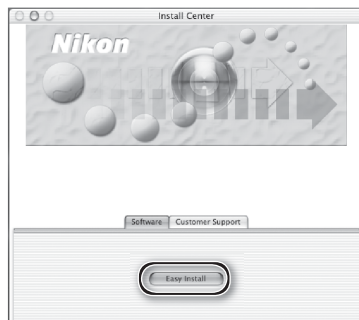 Install Center
Nikon
Software
Customer Support
Easy Install